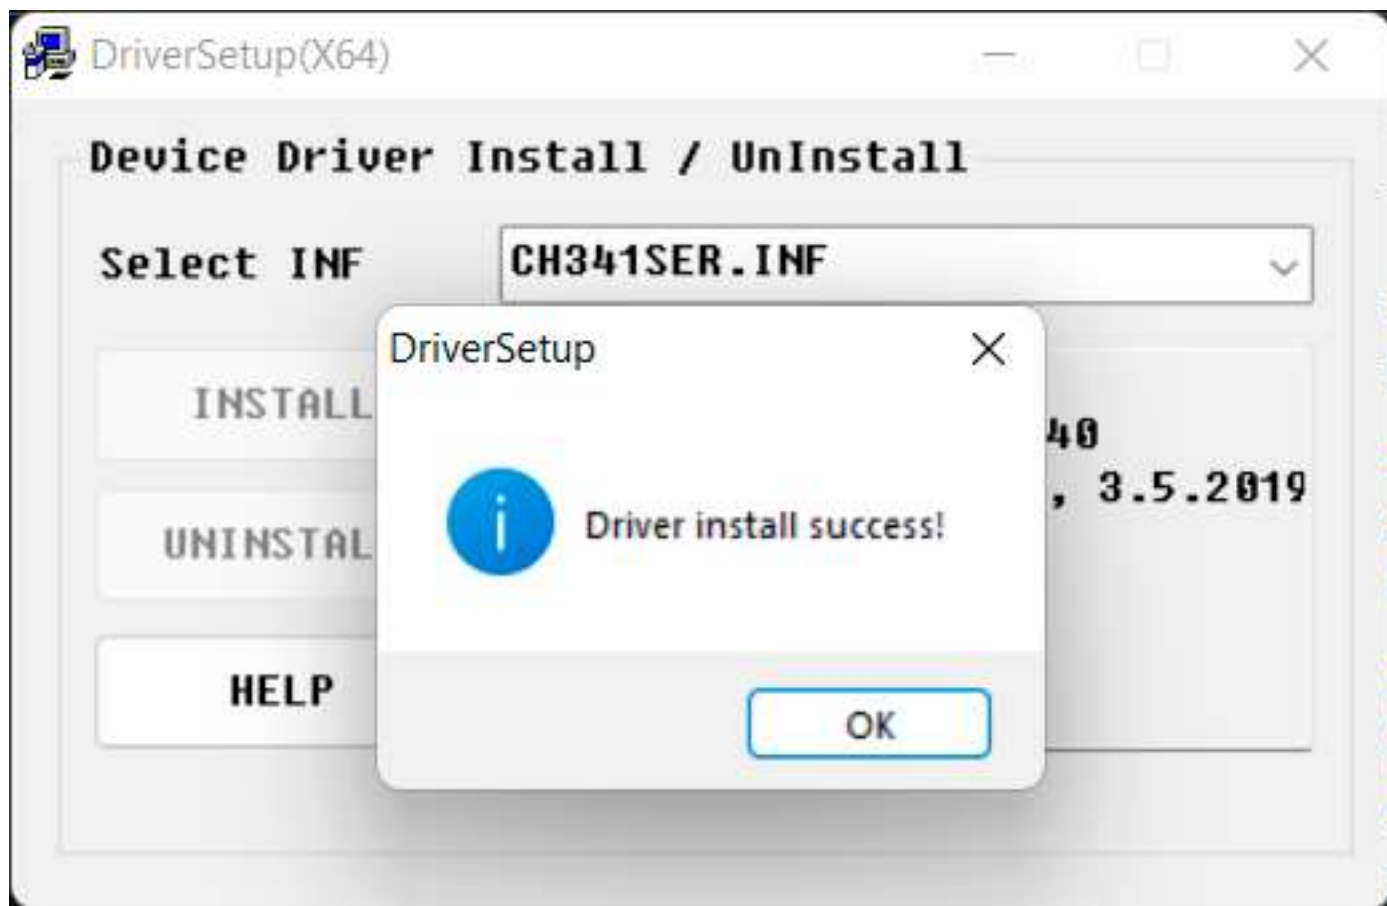 DriverSetup(X64)
Device Driver Install / UnInstall
Select INF
CH341SER.INF
DriverSetup
INSTALL
40
, 3.5.2019
Driver install success!
UNINSTAL
HELP
OK